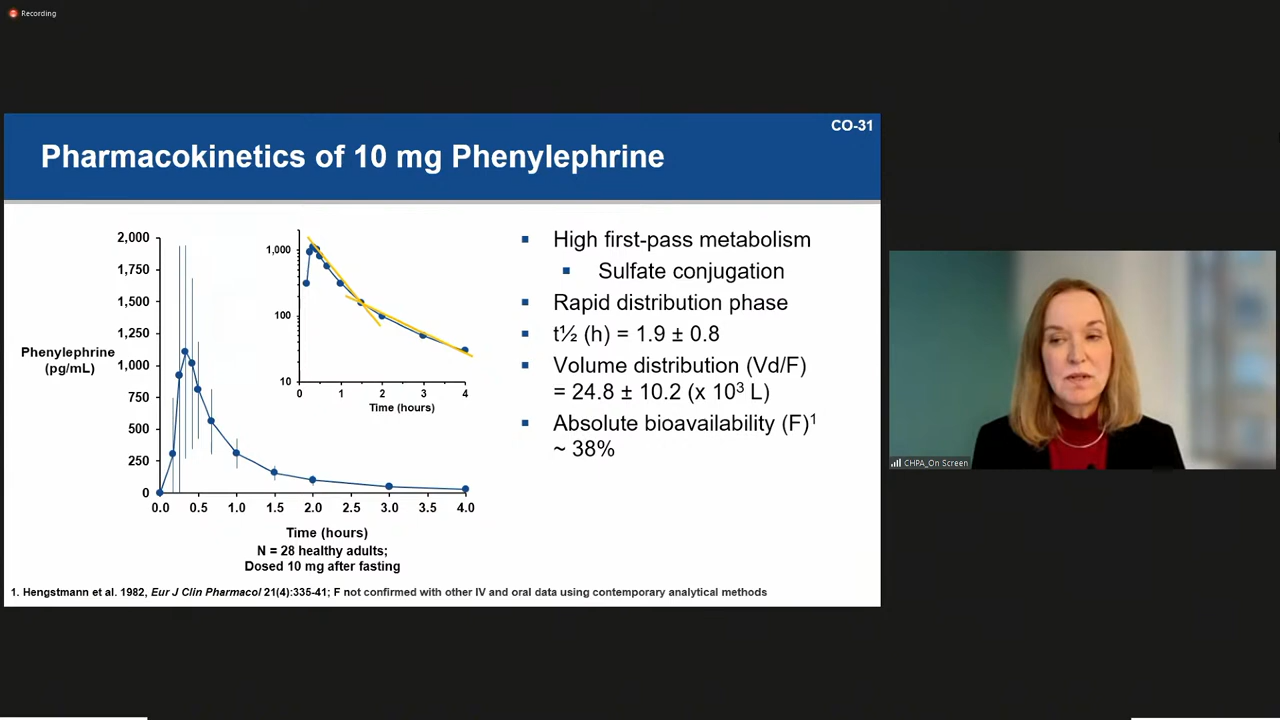 Recording
CO-31
Pharmacokinetics of 10 mg Phenylephrine
2,000
1,750
1,500
1,250
1,000
750
500
250
0
Phenylephrine
(pg/mL)
0.0 0.5 1.0 1.5 2.0 2.5 3.0 3.5 4.0
Time (hours)
N = 28 healthy adults;
Dosed 10 mg after fasting
1,000
100
10
0 1 2 3 4
Time (hours)
High first-pass metabolism
Sulfate conjugation
Rapid distribution phase
t½ (h) = 1.9 ± 0.8
Volume distribution (Vd/F)
= 24.8 ± 10.2 (x 10³ L)
Absolute bioavailability (F)¹
~ 38%
1. Hengstmann et al. 1982, Eur J Clin Pharmacol 21(4):335-41; F not confirmed with other IV and oral data using contemporary analytical methods
CHPA_On Screen